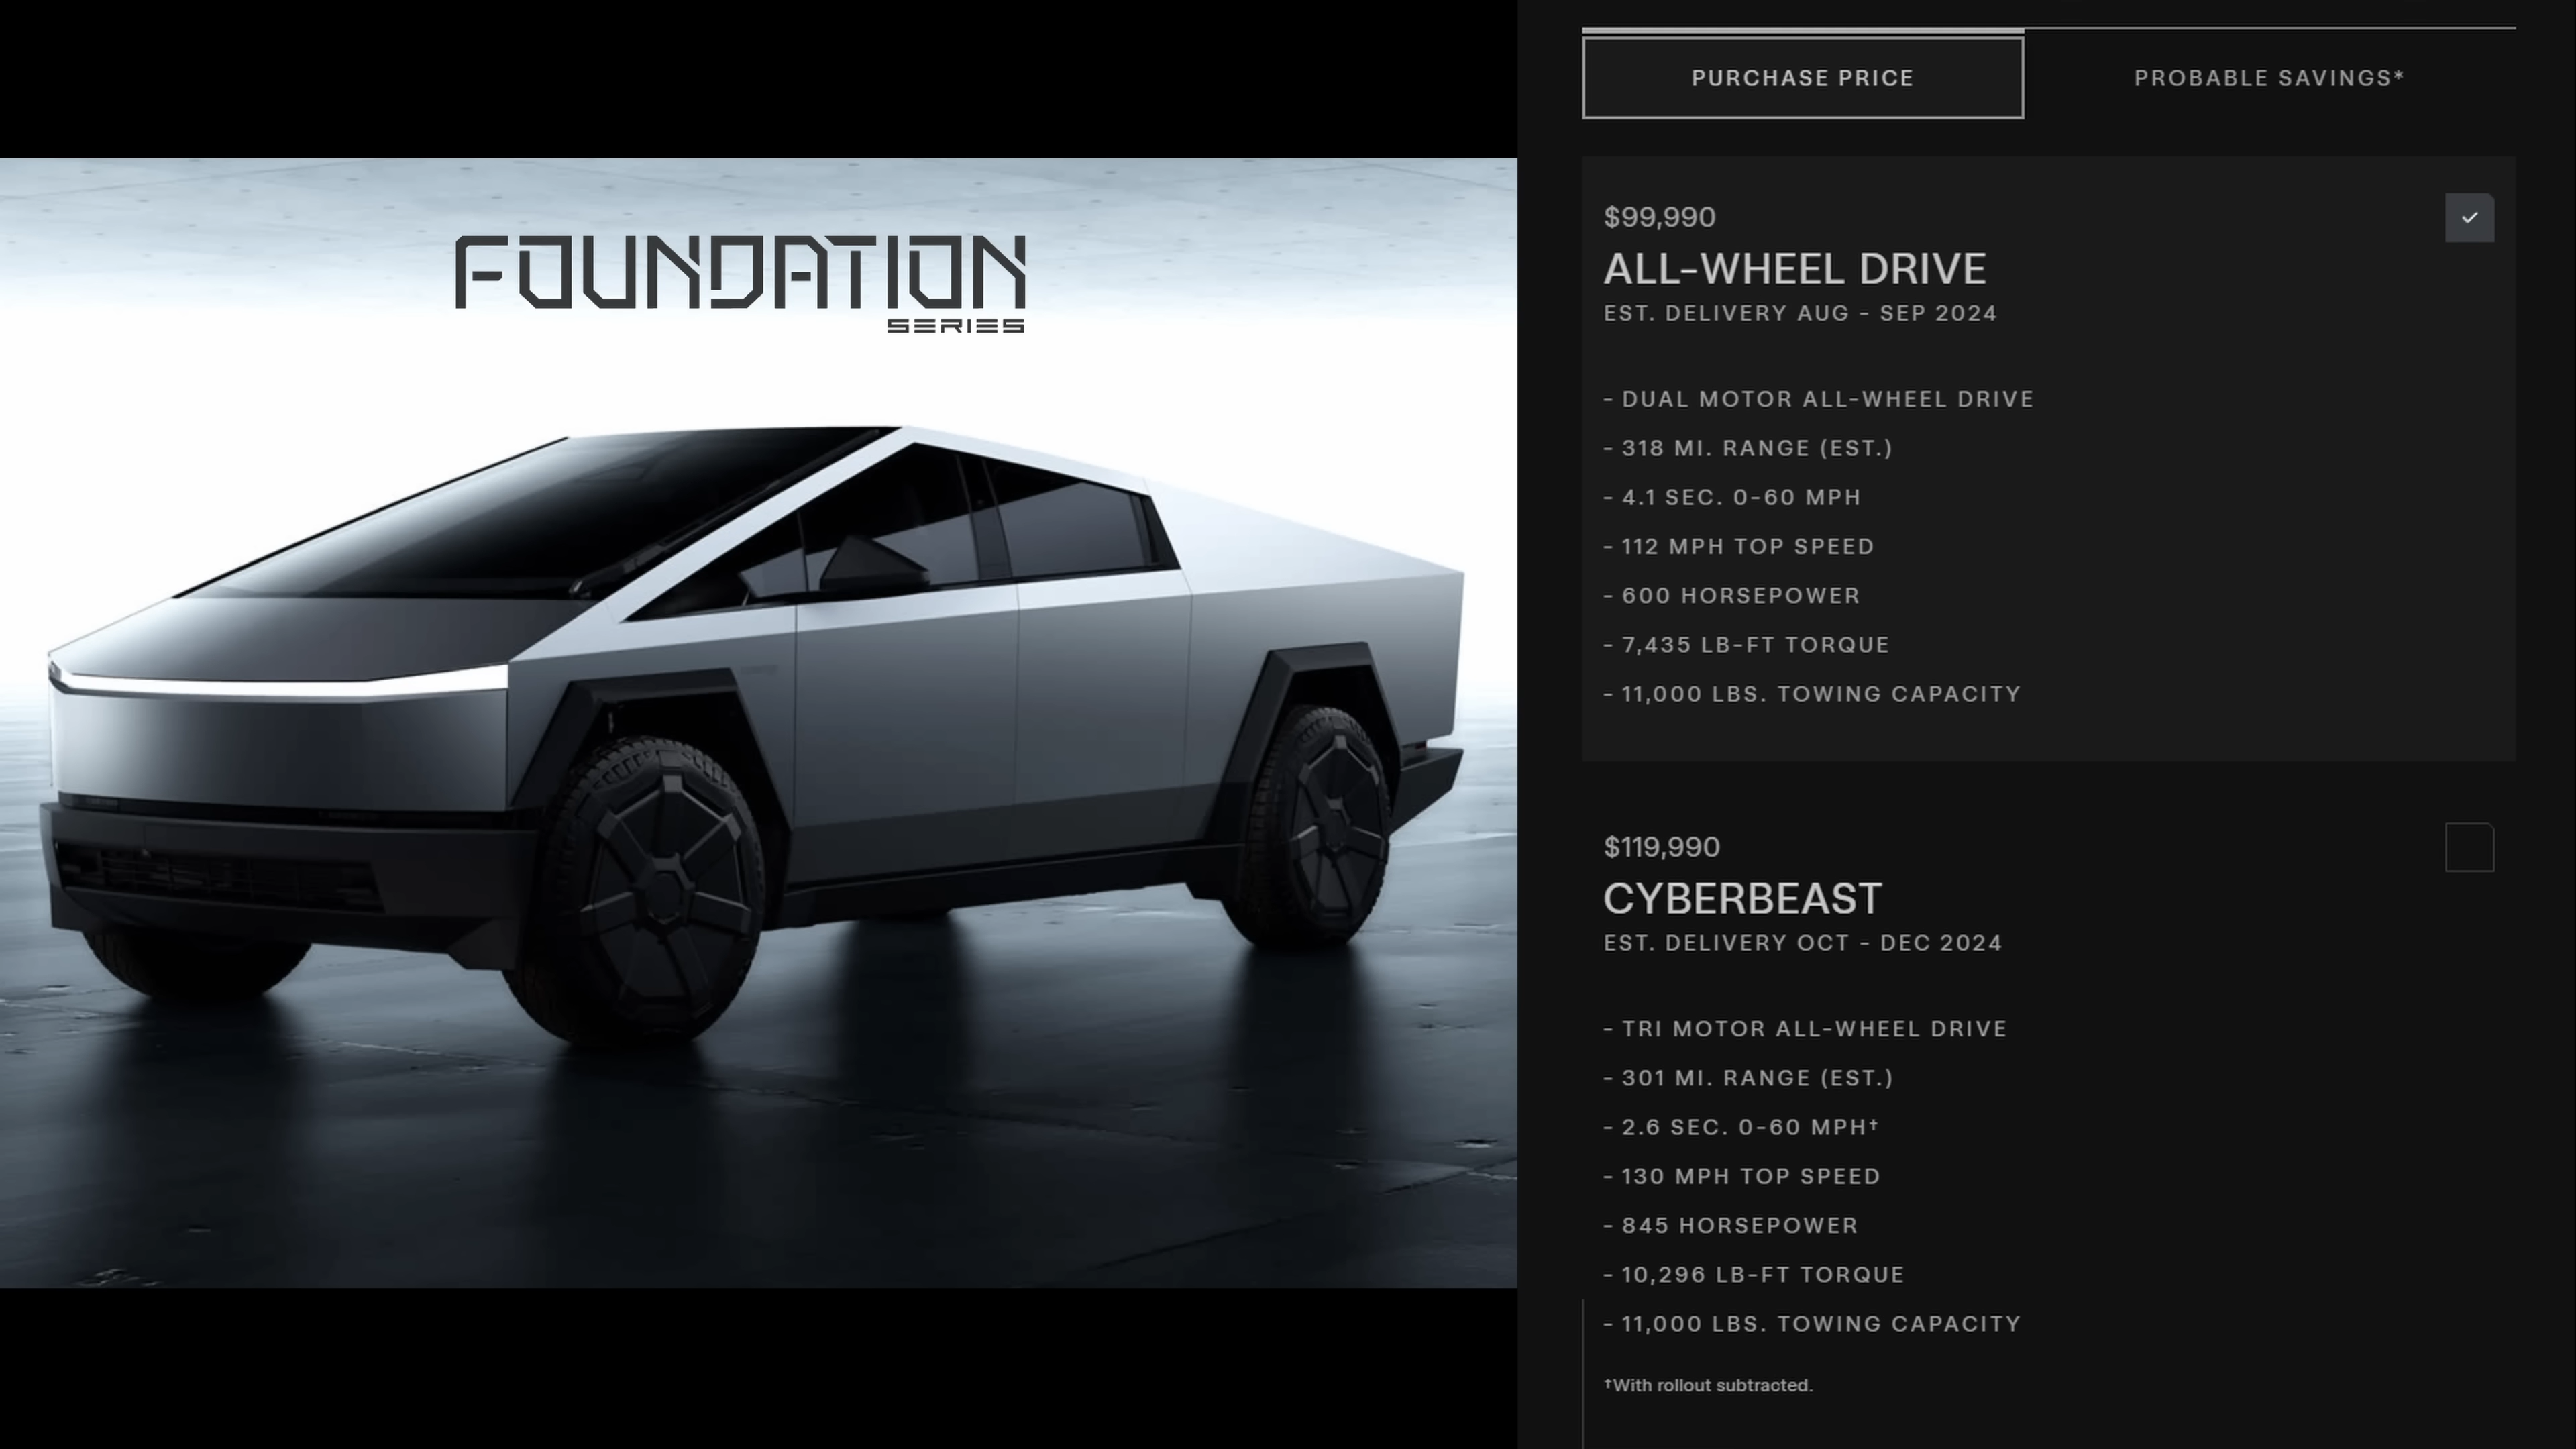 FOUNDATION
SERIES
PURCHASE PRICE
PROBABLE SAVINGS*
$99,990
ALL-WHEEL DRIVE
EST. DELIVERY AUG - SEP 2024
- DUAL MOTOR ALL-WHEEL DRIVE
- 318 MI. RANGE (EST.)
- 4.1 SEC. 0-60 MPH
- 112 MPH TOP SPEED
- 600 HORSEPOWER
- 7,435 LB-FT TORQUE
- 11,000 LBS. TOWING CAPACITY
$119,990
CYBERBEAST
EST. DELIVERY OCT - DEC 2024
- TRI MOTOR ALL-WHEEL DRIVE
- 301 MI. RANGE (EST.)
- 2.6 SEC. 0-60 MPH†
- 130 MPH TOP SPEED
- 845 HORSEPOWER
- 10,296 LB-FT TORQUE
- 11,000 LBS. TOWING CAPACITY
†With rollout subtracted.